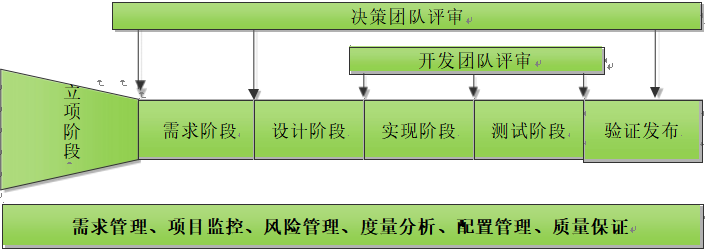 决策团队评审
开发团队评审
立项阶段
需求阶段
设计阶段
实现阶段
测试阶段
验证发布
需求管理、项目监控、风险管理、度量分析、配置管理、质量保证